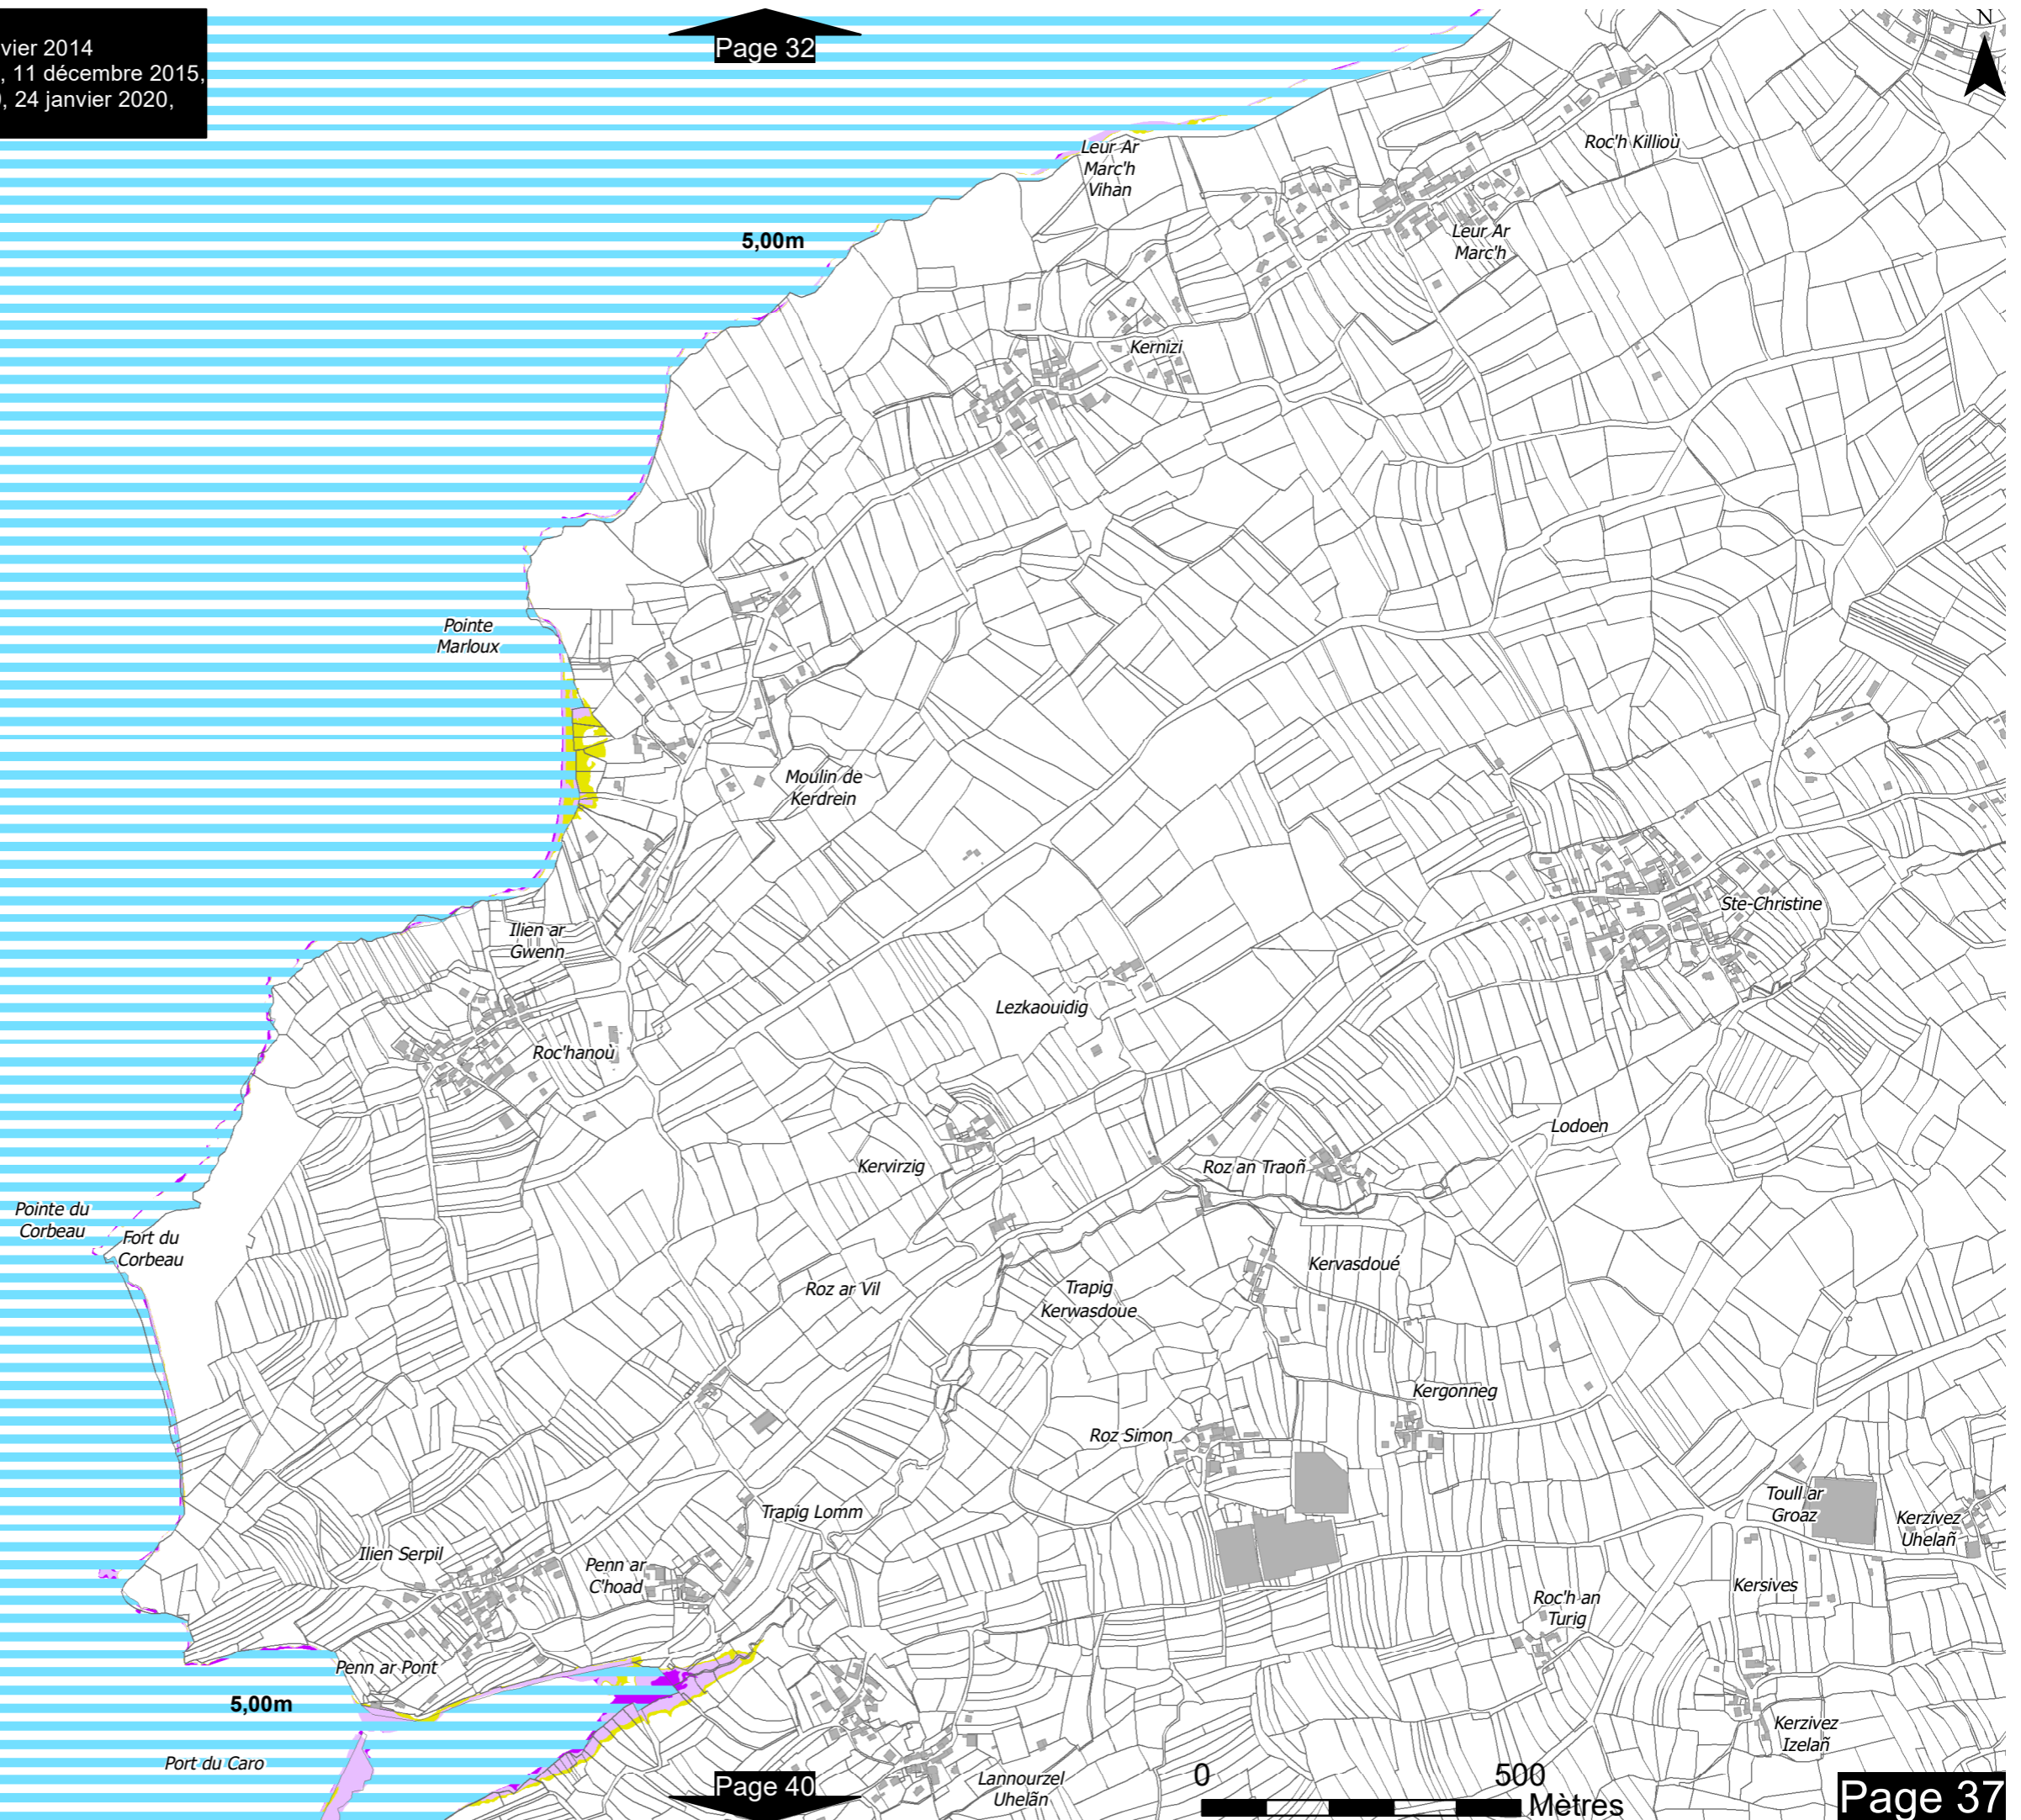 vier 2014
, 11 décembre 2015,
, 24 janvier 2020,
Page 32
N
Roc'h Killioù
Leur Ar
Marc'h
Vihan
Leur Ar
Marc'h
5,00m
Kernizi
Pointe
Marloux
Moulin de
Kerdrein
Ste-Christine
Ilien ar
Gwenn
Lezkaouidig
Roc'hanoù
Lodoen
Kervirzig
Roz an Traoñ
Pointe du
Corbeau
Fort du
Corbeau
Kervasdoué
Roz ar Vil
Trapig
Kerwasdoue
Kergonneg
Roz Simon
Toull ar
Groaz
Kerzivez
Uhelañ
Trapig Lomm
Ilien Serpil
Penn ar
C'hoad
Kersives
Roc'h an
Turig
Penn ar Pont
5,00m
Kerzivez
Izelañ
Port du Caro
Page 40
Lannourzel
Uhelañ
0 500
Mètres
Page 37